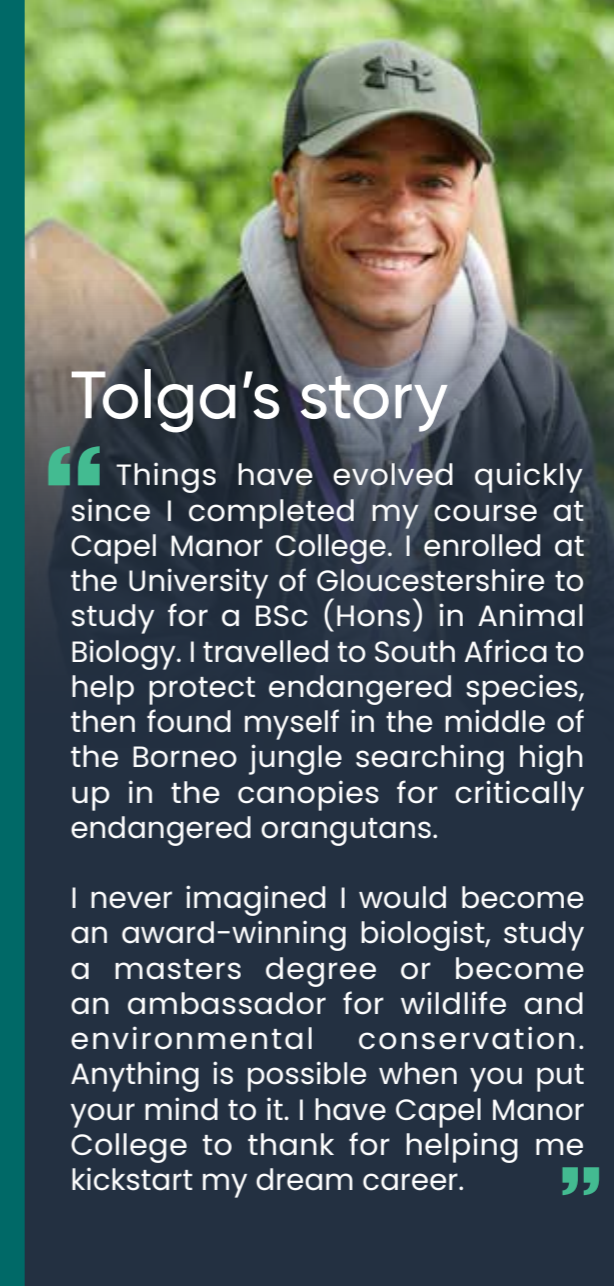 Tolga's story
“ Things have evolved quickly
since I completed my course at
Capel Manor College. I enrolled at
the University of Gloucestershire to
study for a BSc (Hons) in Animal
Biology. I travelled to South Africa to
help protect endangered species,
then found myself in the middle of
the Borneo jungle searching high
up in the canopies for critically
endangered orangutans.
I never imagined I would become
an award-winning biologist, study
a masters degree or become
an ambassador for wildlife and
environmental conservation.
Anything is possible when you put
your mind to it. I have Capel Manor
College to thank for helping me
kickstart my dream career. ”